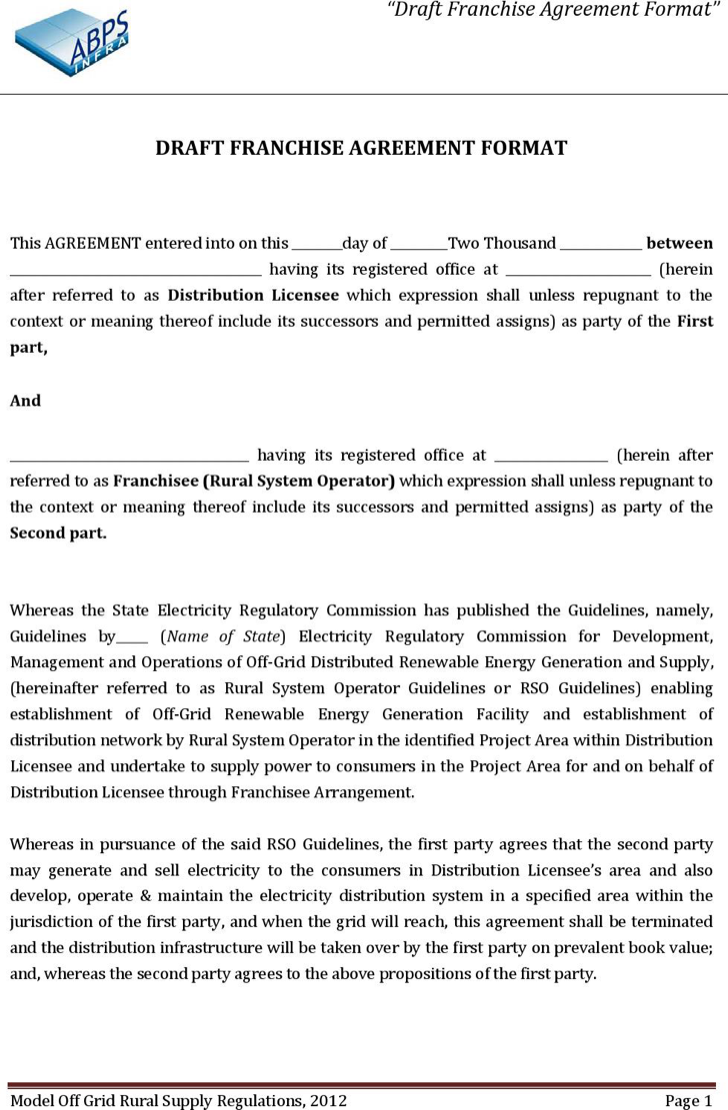 “Draft Franchise Agreement Format”
ABPS
INFRA
DRAFT FRANCHISE AGREEMENT FORMAT
This AGREEMENT entered into on this ______day of _______Two Thousand __________ between
______________________________ having its registered office at _________________ (herein
after referred to as Distribution Licensee which expression shall unless repugnant to the
context or meaning thereof include its successors and permitted assigns) as party of the First
part,
And
____________________________ having its registered office at _____________ (herein after
referred to as Franchisee (Rural System Operator) which expression shall unless repugnant to
the context or meaning thereof include its successors and permitted assigns) as party of the
Second part.
Whereas the State Electricity Regulatory Commission has published the Guidelines, namely,
Guidelines by____ (Name of State) Electricity Regulatory Commission for Development,
Management and Operations of Off-Grid Distributed Renewable Energy Generation and Supply,
(hereinafter referred to as Rural System Operator Guidelines or RSO Guidelines) enabling
establishment of Off-Grid Renewable Energy Generation Facility and establishment of
distribution network by Rural System Operator in the identified Project Area within Distribution
Licensee and undertake to supply power to consumers in the Project Area for and on behalf of
Distribution Licensee through Franchisee Arrangement.
Whereas in pursuance of the said RSO Guidelines, the first party agrees that the second party
may generate and sell electricity to the consumers in Distribution Licensee’s area and also
develop, operate & maintain the electricity distribution system in a specified area within the
jurisdiction of the first party, and when the grid will reach, this agreement shall be terminated
and the distribution infrastructure will be taken over by the first party on prevalent book value;
and, whereas the second party agrees to the above propositions of the first party.
Model Off Grid Rural Supply Regulations, 2012 Page 1